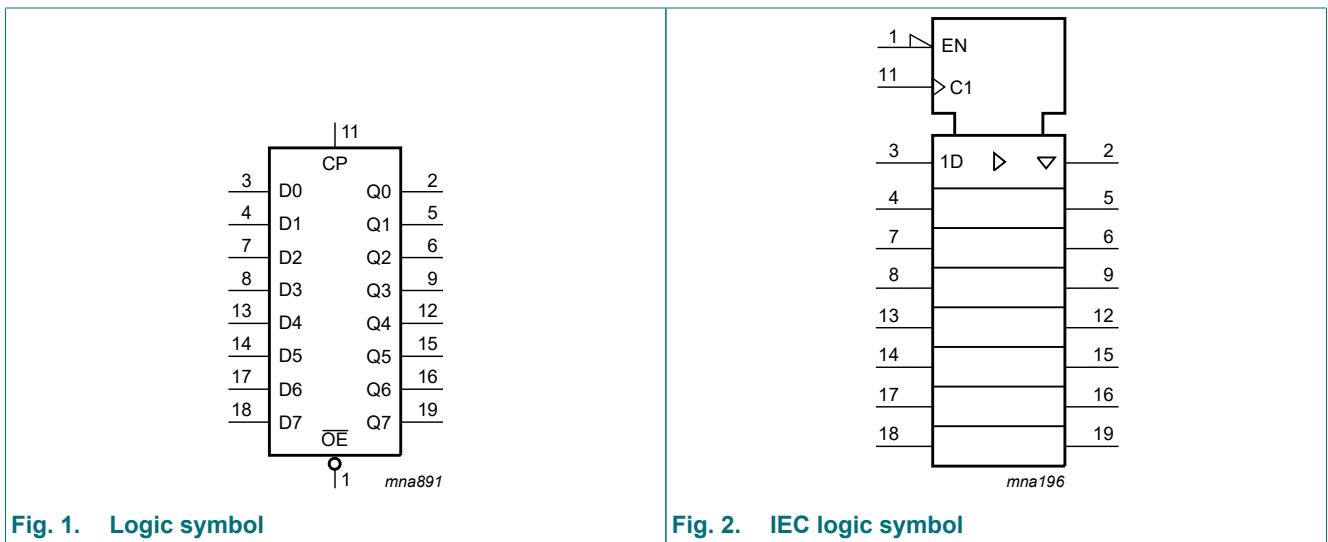 11
CP
3 D0 Q0 2
4 D1 Q1 5
7 D2 Q2 6
8 D3 Q3 9
13 D4 Q4 12
14 D5 Q5 15
17 D6 Q6 16
18 D7 Q7 19
OE
1 mna891
Fig. 1. Logic symbol
1 EN
11 C1
3 1D 2
4 5
7 6
8 9
13 12
14 15
17 16
18 19
mna196
Fig. 2. IEC logic symbol